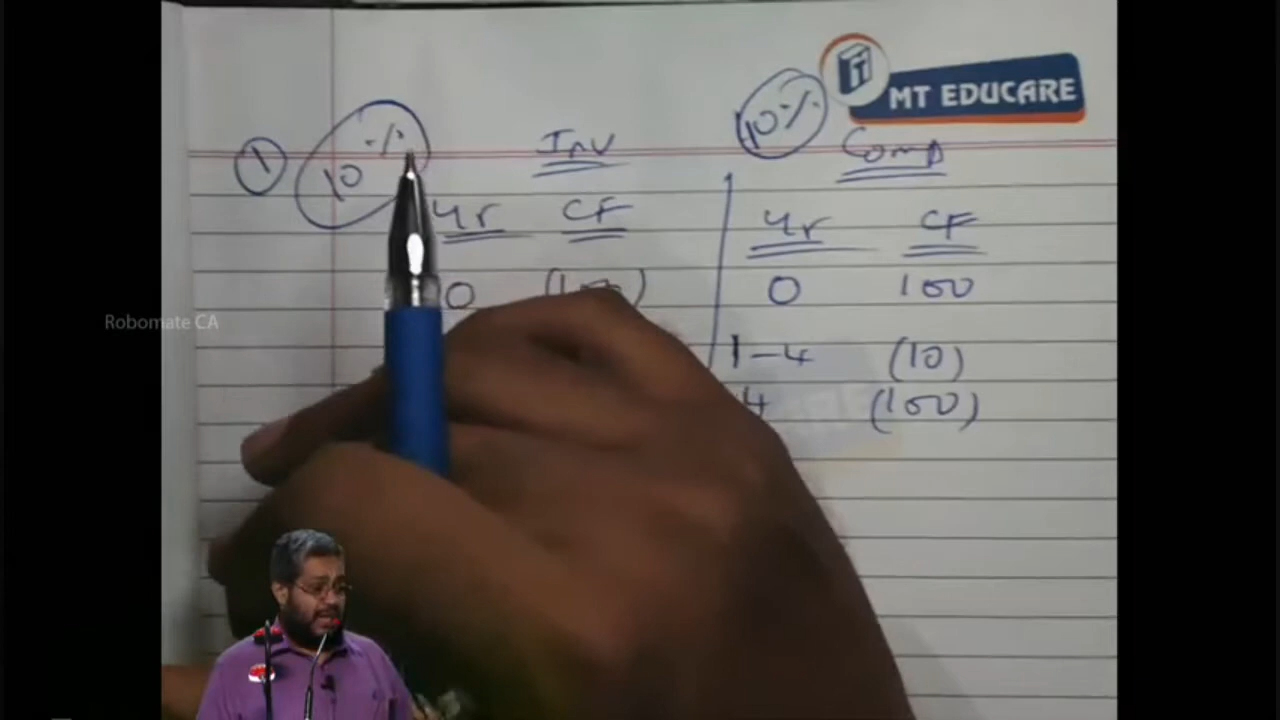 MT EDUCARE
10% Inv 10% Comp
1
Yr CF Yr CF
0 (100) 0 100
Robomate CA
1-4 (10)
4 (100)